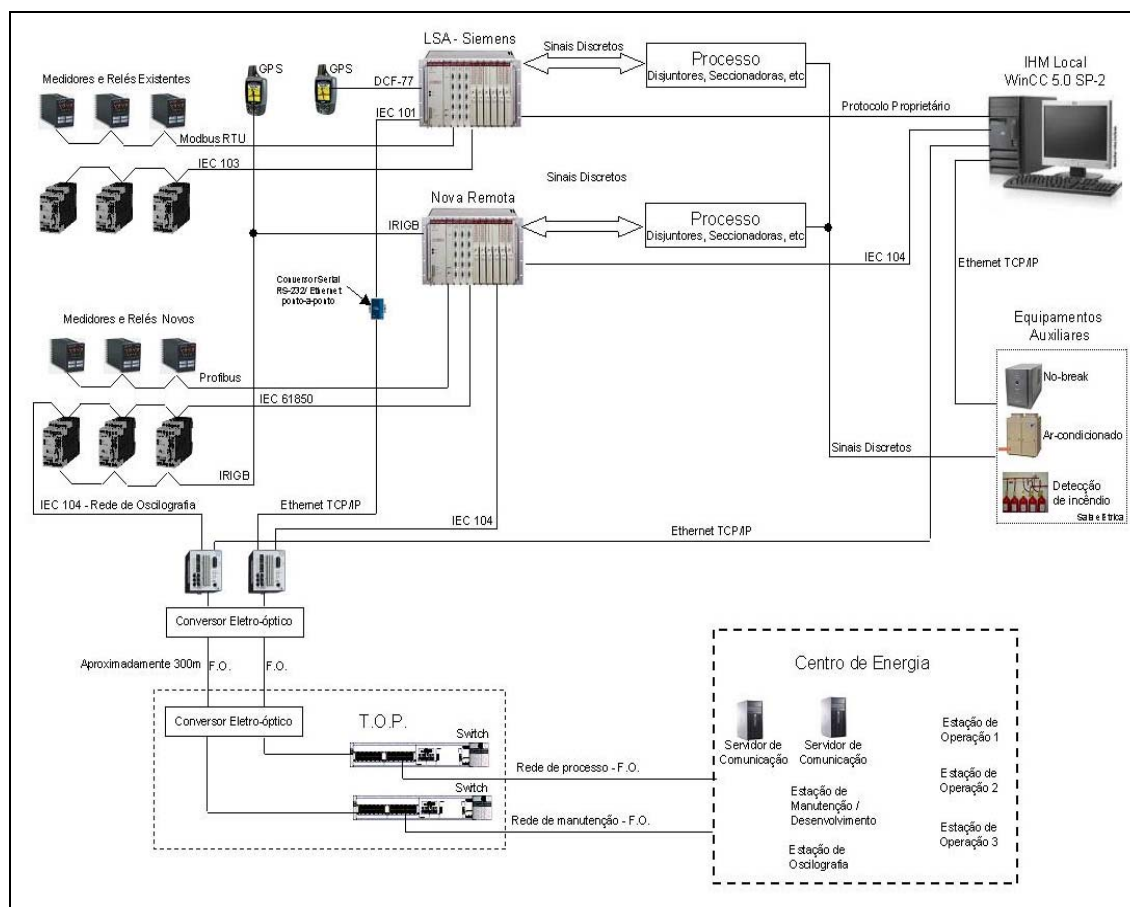 LSA - Siemens
Sinais Discretos
Processo
Disjuntores, Seccionadoras, etc
IHM Local
WinCC 5.0 SP-2
Medidores e Relés Existentes
GPS
GPS
DCF-77
IEC 101
Protocolo Proprietário
Modbus RTU
IEC 103
Sinais Discretos
Nova Remota
Processo
Disjuntores, Seccionadoras, etc
IRIGB
IEC 104
Ethernet TCP/IP
Conversor Serial
RS-232/ Ethernet
ponto-a-ponto
Medidores e Relés Novos
Equipamentos
Auxiliares
Profibus
No-break
IEC 61850
Ar-condicionado
Sinais Discretos
IRIGB
Detecção
de incêndio
IEC 104 - Rede de Oscilografia
Ethernet TCP/IP
IEC 104
Ethernet TCP/IP
Conversor Eletro-óptico
Aproximadamente 300m
F.O.
F.O.
Centro de Energia
Conversor Eletro-óptico
T.O.P.
Switch
Rede de processo - F.O.
Switch
Rede de manutenção - F.O.
Servidor de
Comunicação
Servidor de
Comunicação
Estação de
Operação 1
Estação de
Manutenção /
Desenvolvimento
Estação de
Operação 2
Estação de
Oscilografia
Estação de
Operação 3